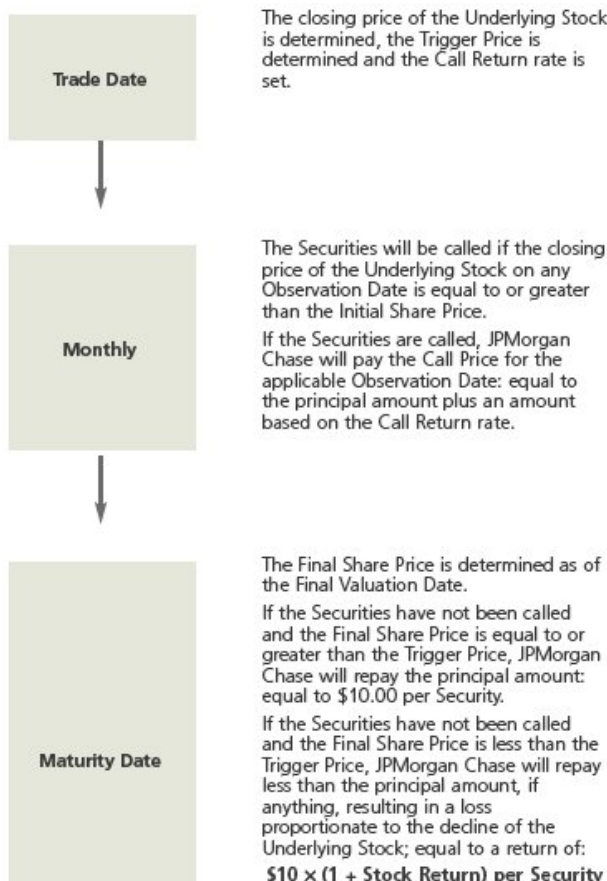 The closing price of the Underlying Stock
is determined, the Trigger Price is
determined and the Call Return rate is
set.
Trade Date
The Securities will be called if the closing
price of the Underlying Stock on any
Observation Date is equal to or greater
than the Initial Share Price.
If the Securities are called, JPMorgan
Chase will pay the Call Price for the
applicable Observation Date: equal to
the principal amount plus an amount
based on the Call Return rate.
Monthly
The Final Share Price is determined as of
the Final Valuation Date.
If the Securities have not been called
and the Final Share Price is equal to or
greater than the Trigger Price, JPMorgan
Chase will repay the principal amount:
equal to $10.00 per Security.
If the Securities have not been called
and the Final Share Price is less than the
Trigger Price, JPMorgan Chase will repay
less than the principal amount, if
anything, resulting in a loss
proportionate to the decline of the
Underlying Stock; equal to a return of:
$10 × (1 + Stock Return) per Security
Maturity Date